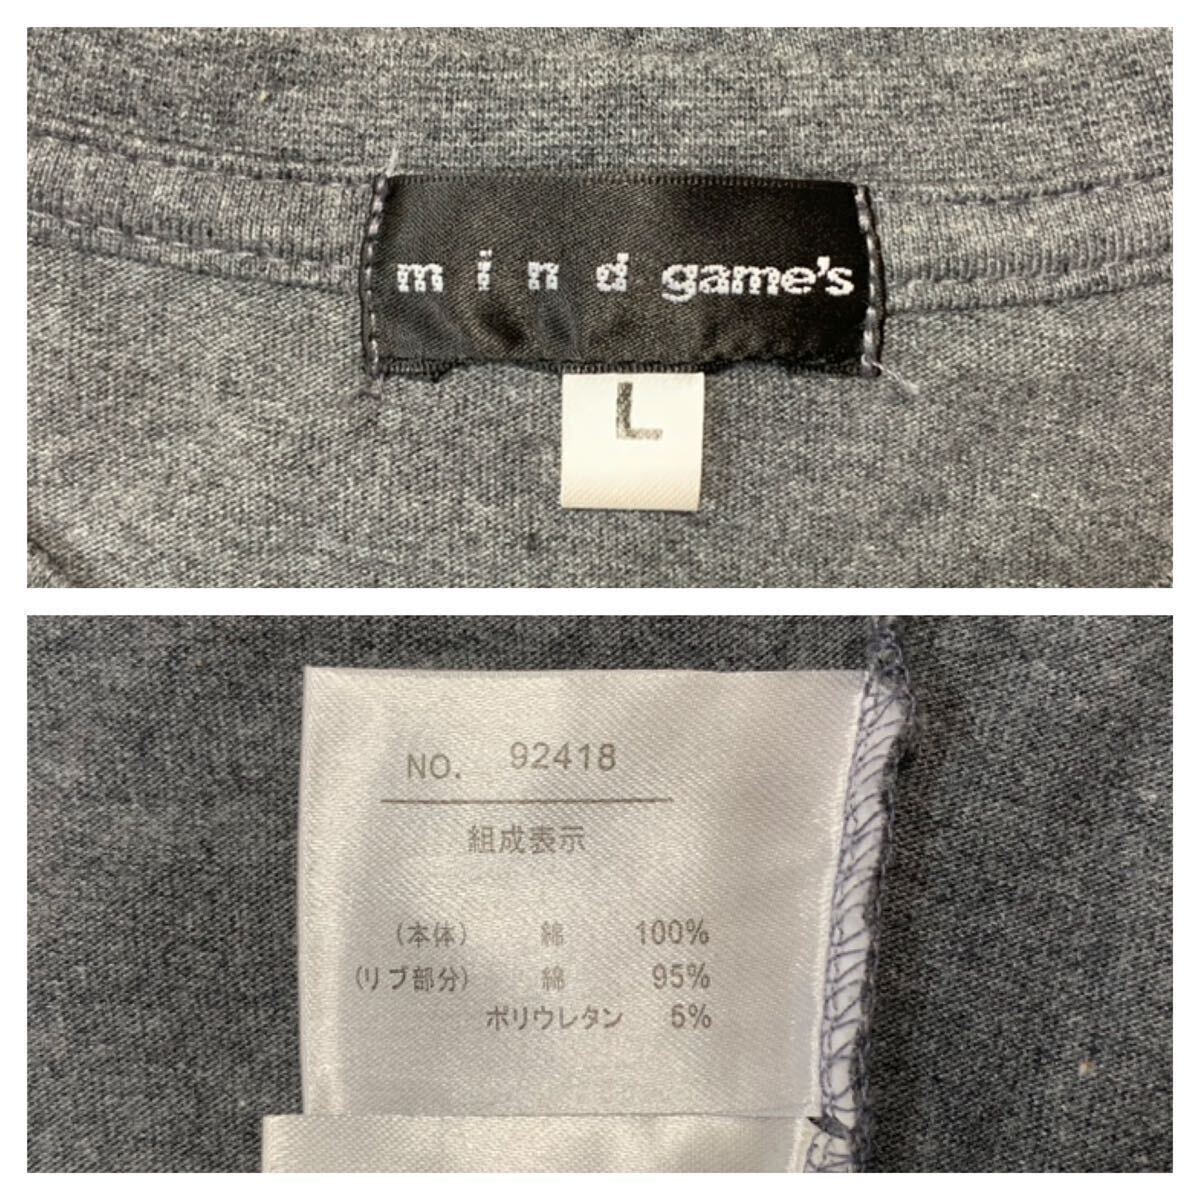 mind game's
L
NO. 92418
組成表示
(本体) 綿 100%
(リブ部分) 綿 95%
ポリウレタン 5%